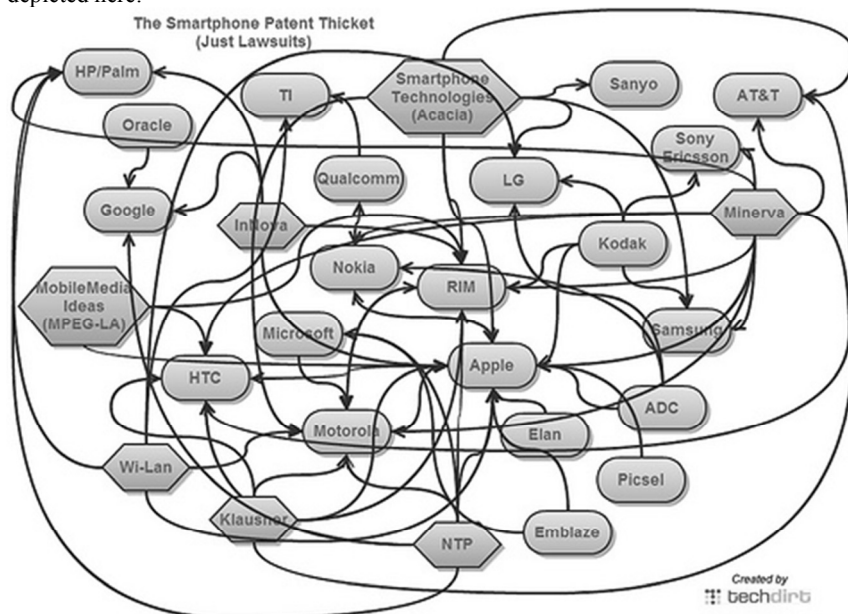 depicted here.
The Smartphone Patent Thicket
(Just Lawsuits)
HP/Palm
TI
Smartphone
Technologies
(Acacia)
Sanyo
AT&T
Oracle
Sony
Ericsson
Qualcomm
LG
Google
InNova
Minerva
Kodak
Nokia
RIM
MobileMedia
Ideas
(MPEG-LA)
Microsoft
Samsung
HTC
Apple
ADC
Motorola
Elan
Wi-Lan
Picsel
Klausner
NTP
Emblaze
Created by
techdirt